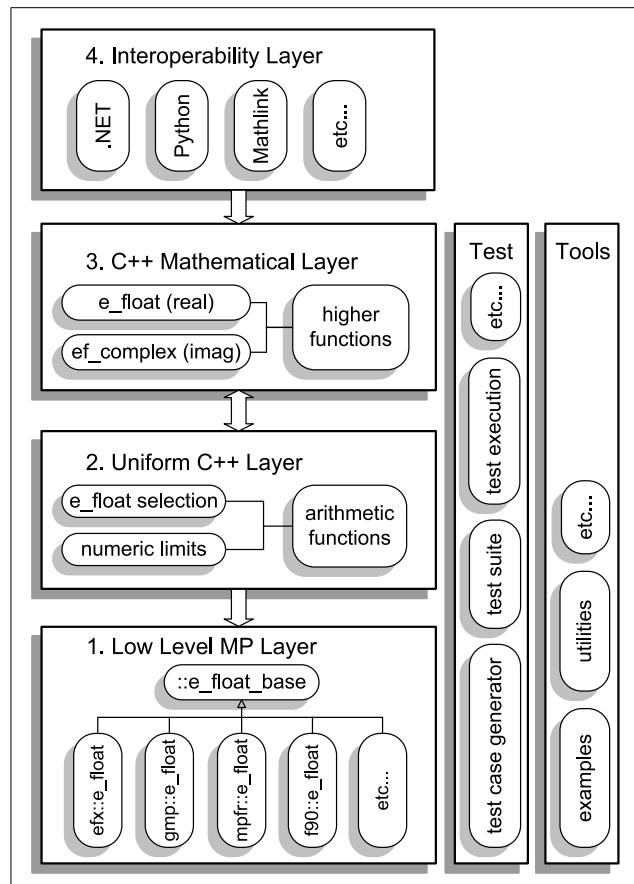 4. Interoperability Layer
.NET
Python
Mathlink
etc...
3. C++ Mathematical Layer
e_float (real)
ef_complex (imag)
higher
functions
2. Uniform C++ Layer
e_float selection
numeric limits
arithmetic
functions
1. Low Level MP Layer
::e_float_base
efx::e_float
gmp::e_float
mpfr::e_float
f90::e_float
etc...
Test
etc...
test execution
test suite
test case generator
Tools
etc...
utilities
examples